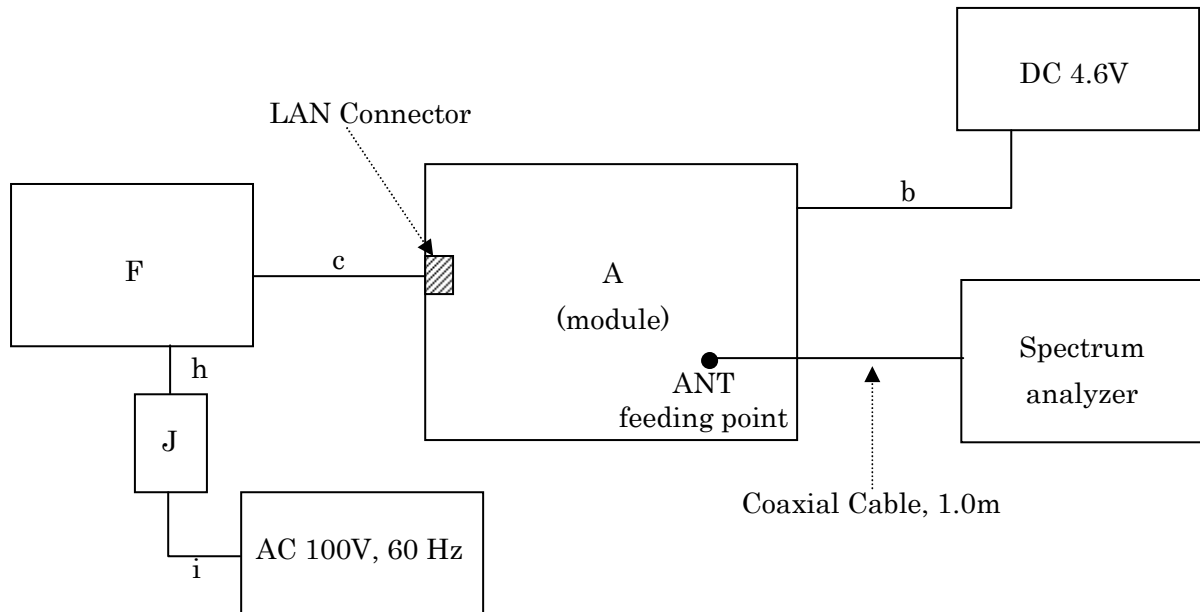 DC 4.6V
LAN Connector
b
F
c
A
(module)
h
ANT
feeding point
Spectrum
analyzer
J
Coaxial Cable, 1.0m
AC 100V, 60 Hz
i